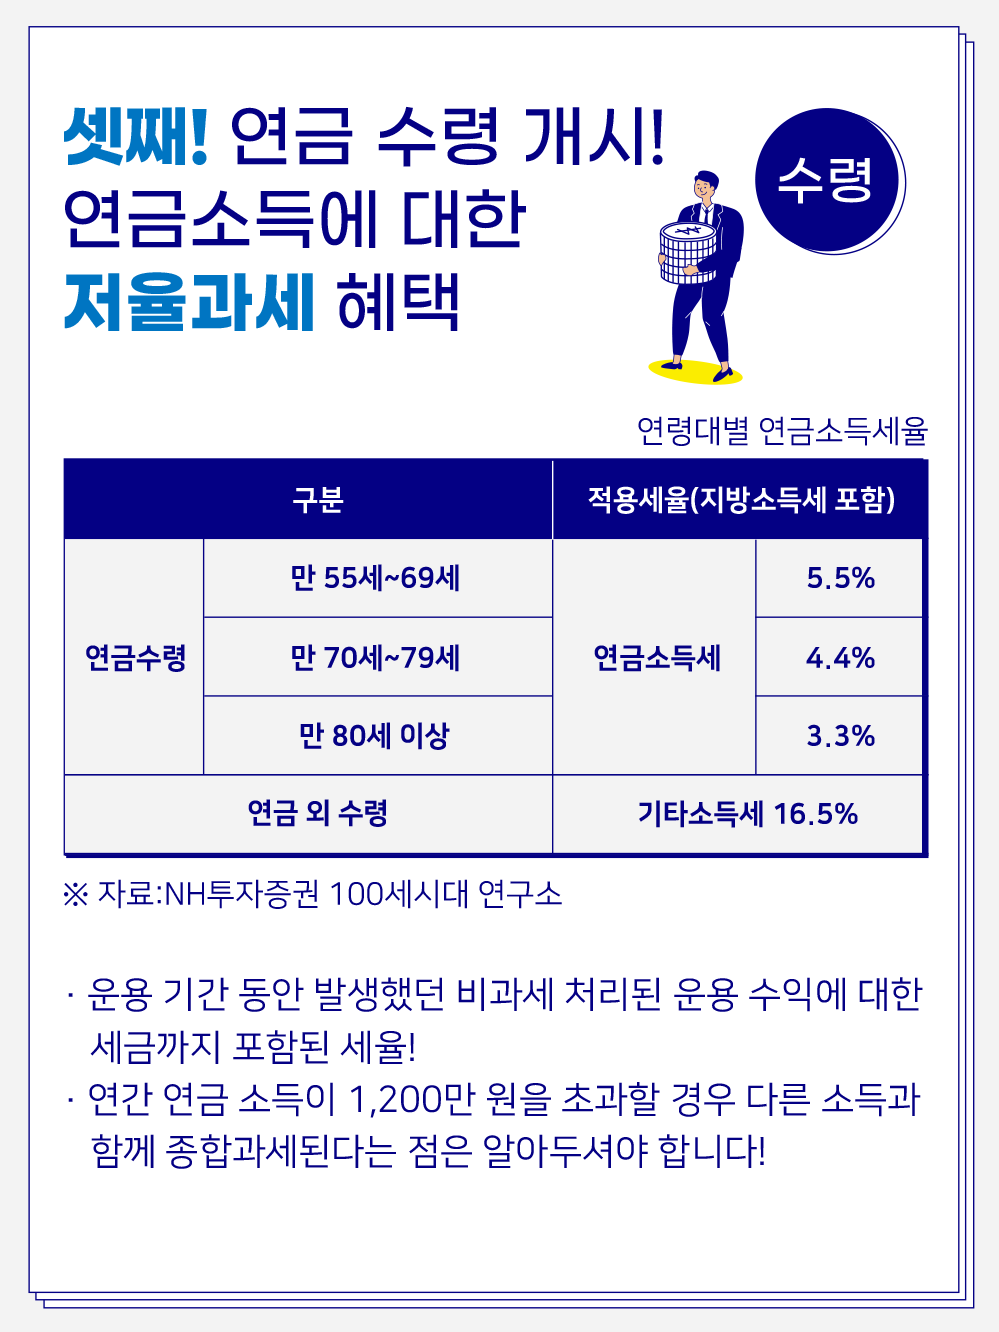 셋째! 연금 수령 개시!
연금소득에 대한
저율과세 혜택
수령
연령대별 연금소득세율
구분
적용세율(지방소득세 포함)
연금수령
만 55세~69세
연금소득세
5.5%
만 70세~79세
4.4%
만 80세 이상
3.3%
연금 외 수령
기타소득세 16.5%
※ 자료:NH투자증권 100세시대 연구소
· 운용 기간 동안 발생했던 비과세 처리된 운용 수익에 대한
세금까지 포함된 세율!
· 연간 연금 소득이 1,200만 원을 초과할 경우 다른 소득과
함께 종합과세된다는 점은 알아두셔야 합니다!